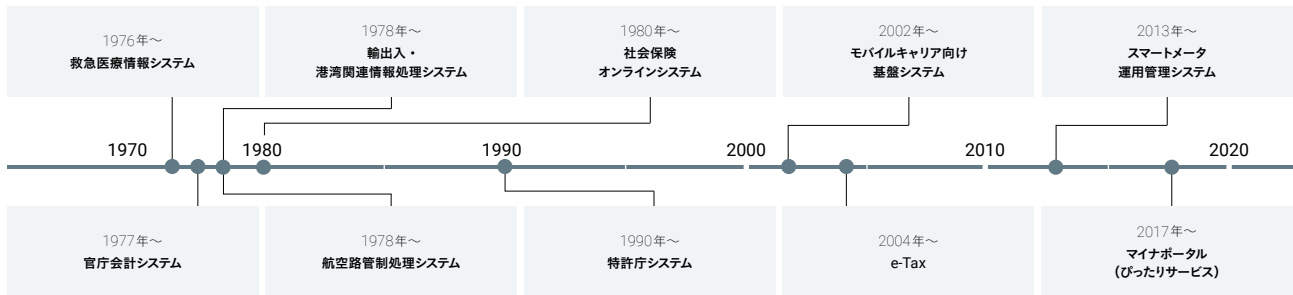 1976年～
救急医療情報システム
1978年～
輸出入・
港湾関連情報処理システム
1980年～
社会保険
オンラインシステム
2002年～
モバイルキャリア向け
基盤システム
2013年～
スマートメータ
運用管理システム
1970
1980
1990
2000
2010
2020
1977年～
官庁会計システム
1978年～
航空路管制処理システム
1990年～
特許庁システム
2004年～
e-Tax
2017年～
マイナポータル
（ぴったりサービス）